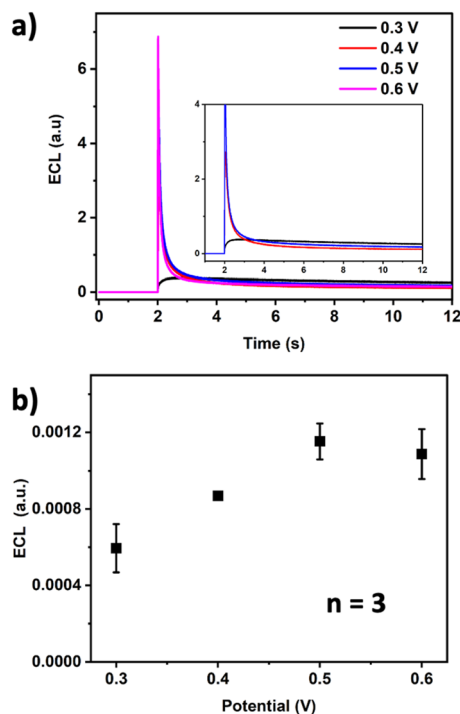 a)
0.3 V
0.4 V
0.5 V
0.6 V
ECL (a.u)
6
4
2
0
4
2
0
2 4 6 8 10 12
0 2 4 6 8 10 12
Time (s)
b)
ECL (a.u.)
0.0012
0.0008
0.0004
0.0000
n = 3
0.3 0.4 0.5 0.6
Potential (V)